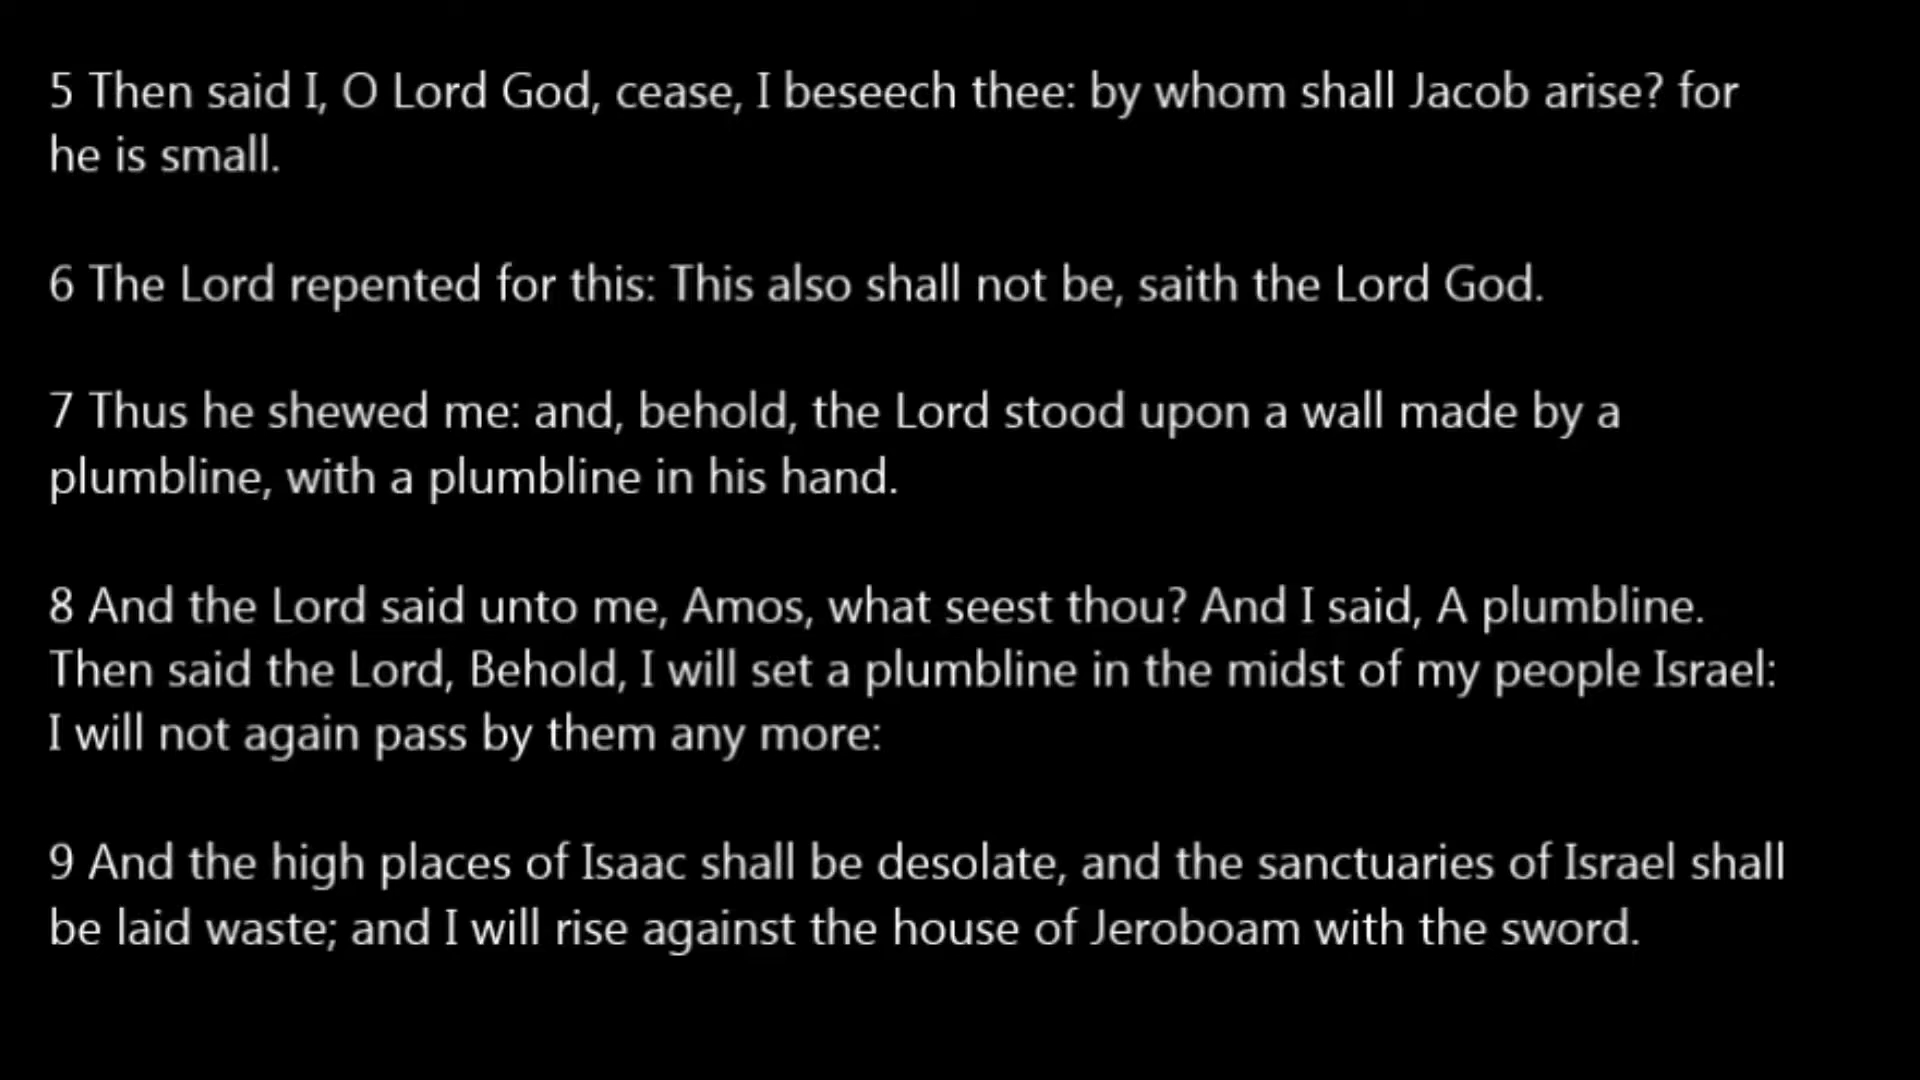 5 Then said I, O Lord God, cease, I beseech thee: by whom shall Jacob arise? for
he is small.
6 The Lord repented for this: This also shall not be, saith the Lord God.
7 Thus he shewed me: and, behold, the Lord stood upon a wall made by a
plumbline, with a plumbline in his hand.
8 And the Lord said unto me, Amos, what seest thou? And I said, A plumbline.
Then said the Lord, Behold, I will set a plumbline in the midst of my people Israel:
I will not again pass by them any more:
9 And the high places of Isaac shall be desolate, and the sanctuaries of Israel shall
be laid waste; and I will rise against the house of Jeroboam with the sword.